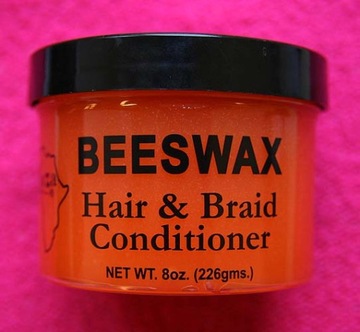 BEESWAX
Hair & Braid
Conditioner
NET WT. 8oz. (226gms.)